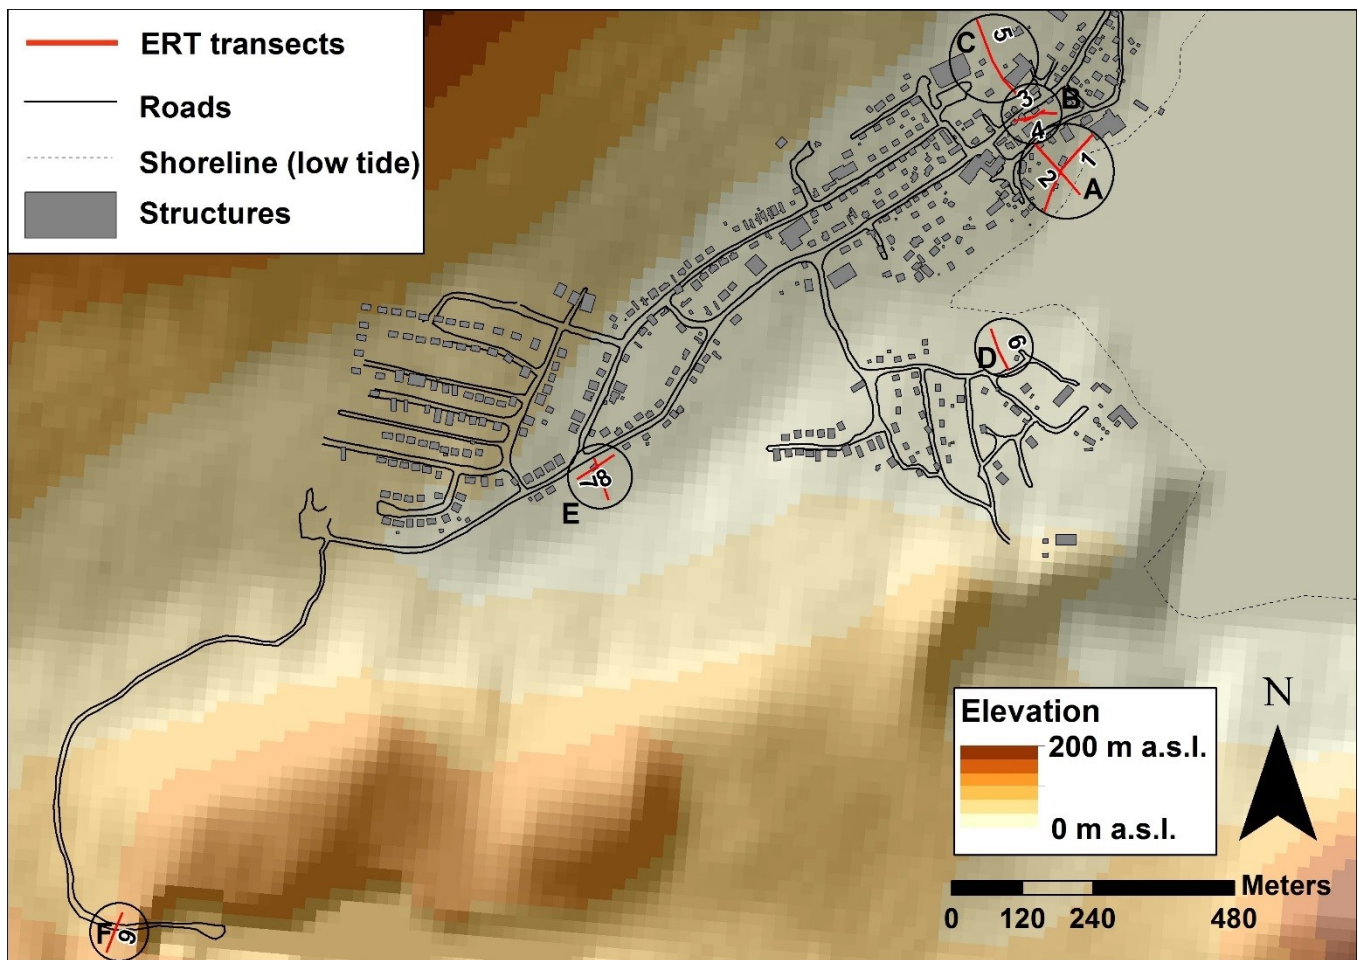 ERT transects
Roads
Shoreline (low tide)
Structures
C
5
3
B
4
1
2
A
D
6
7
8
E
F
9
N
Elevation
200 m a.s.l.
0 m a.s.l.
Meters
0 120 240 480